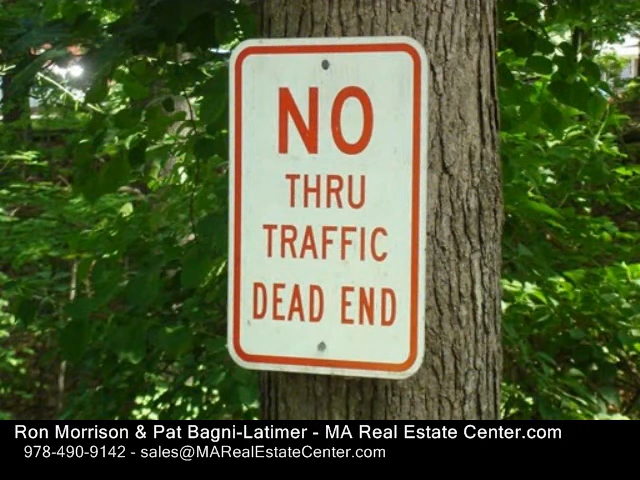 NO
THRU
TRAFFIC
DEAD END
Ron Morrison & Pat Bagni-Latimer - MA Real Estate Center.com
978-490-9142 - sales@MARealEstateCenter.com